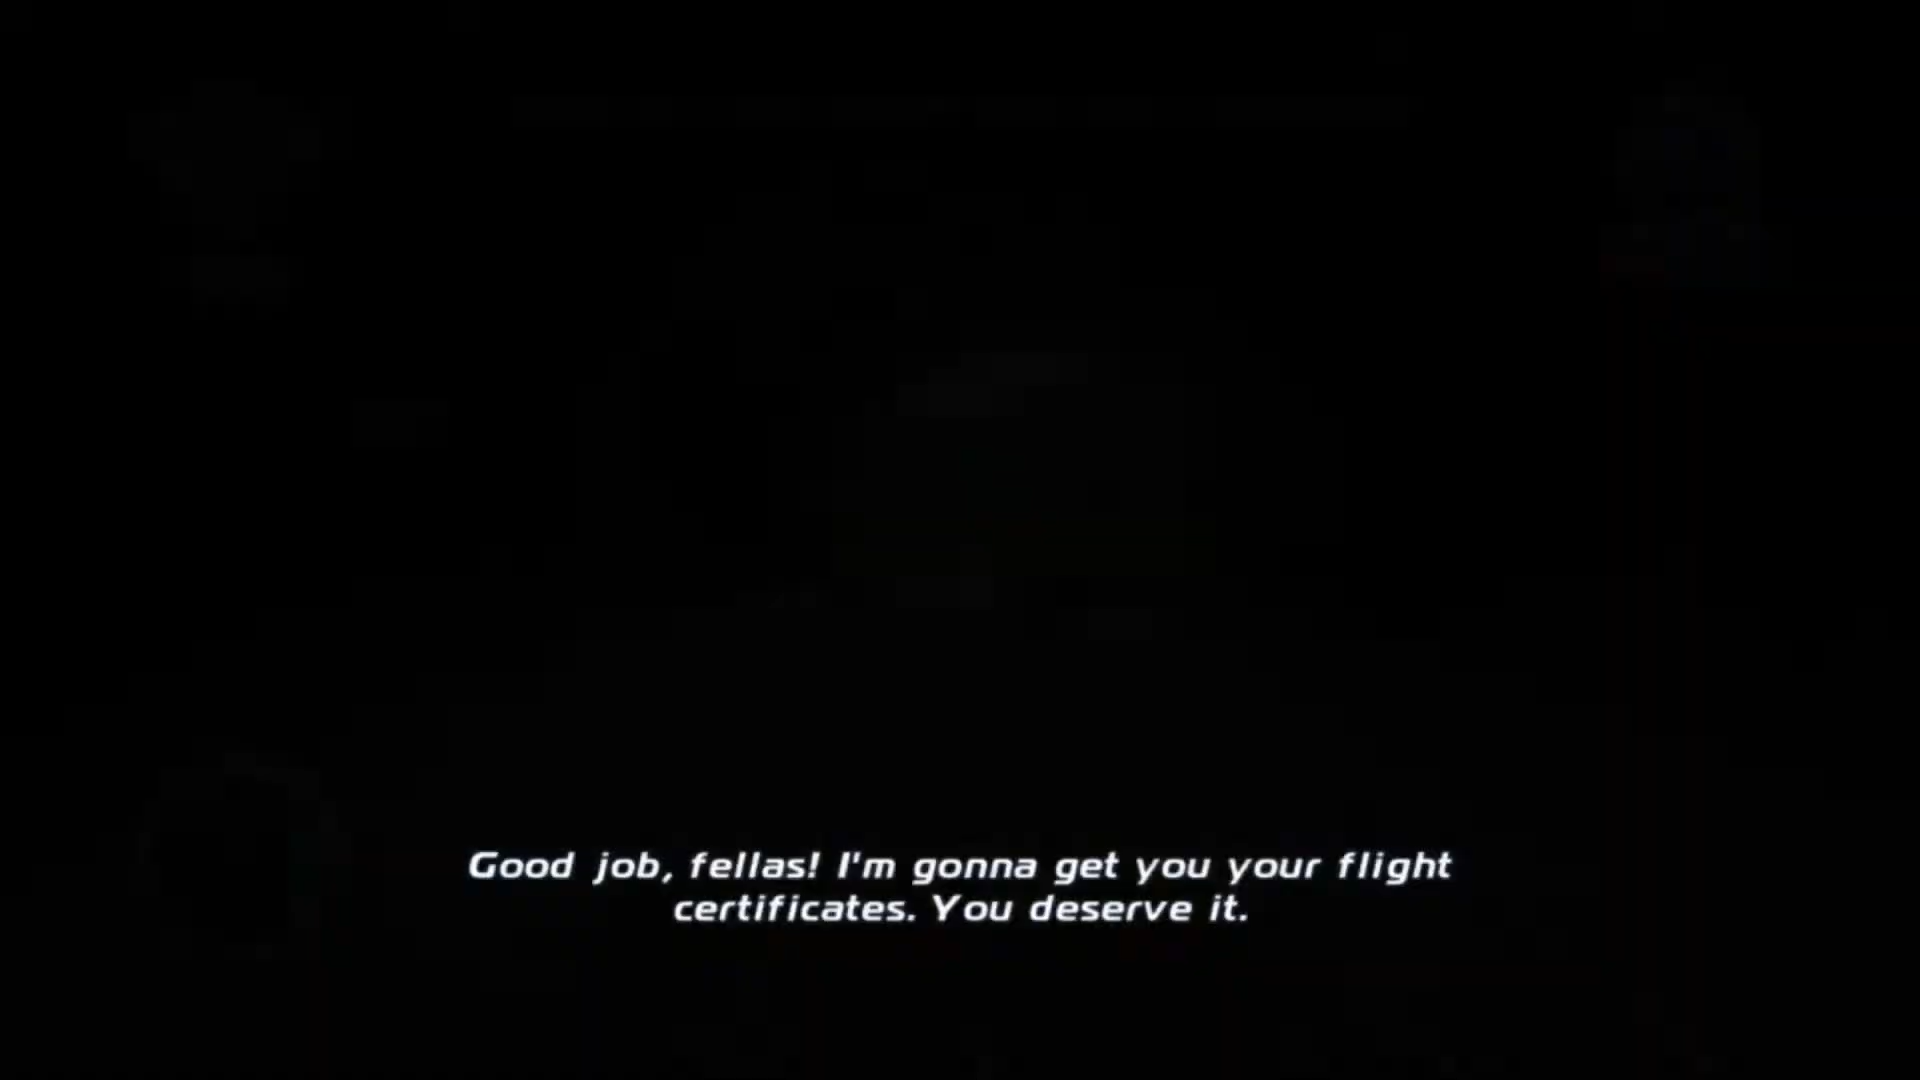 Good job, fellas! I'm gonna get you your flight
certificates. You deserve it.